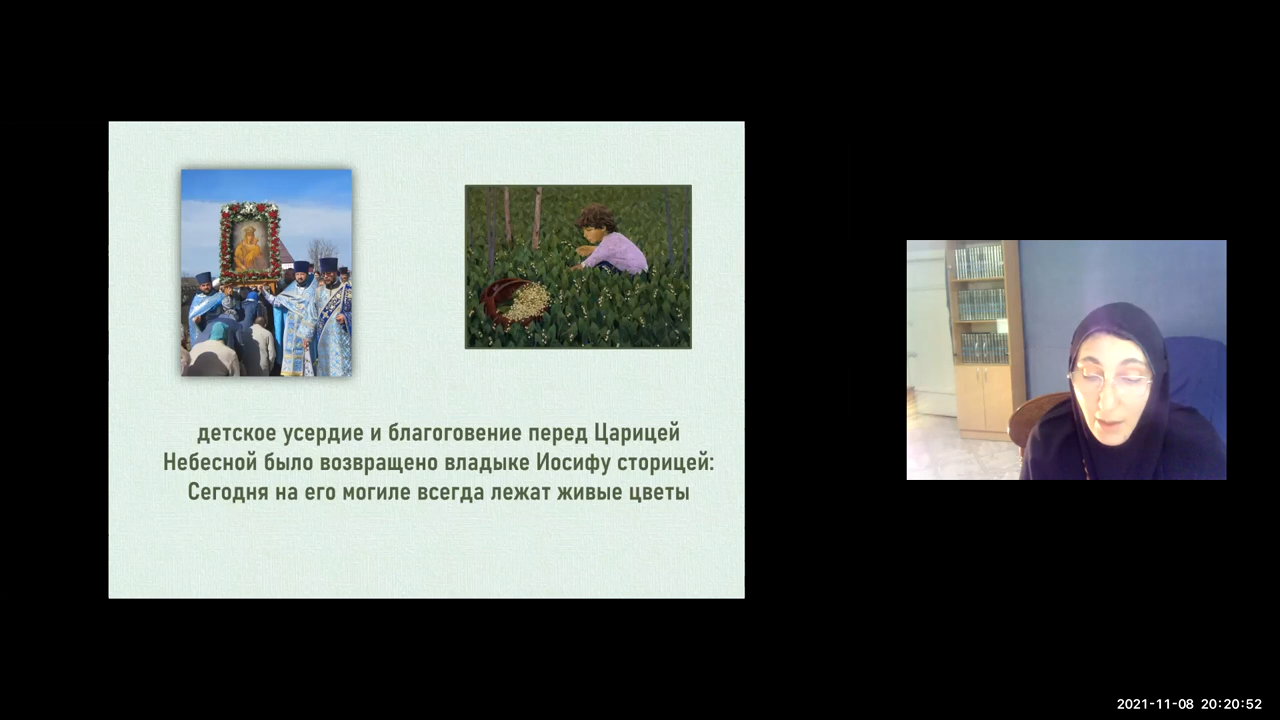 детское усердие и благоговение перед Царицей
Небесной было возвращено владыке Иосифу сторицей:
Сегодня на его могиле всегда лежат живые цветы
2021-11-08 20:20:52